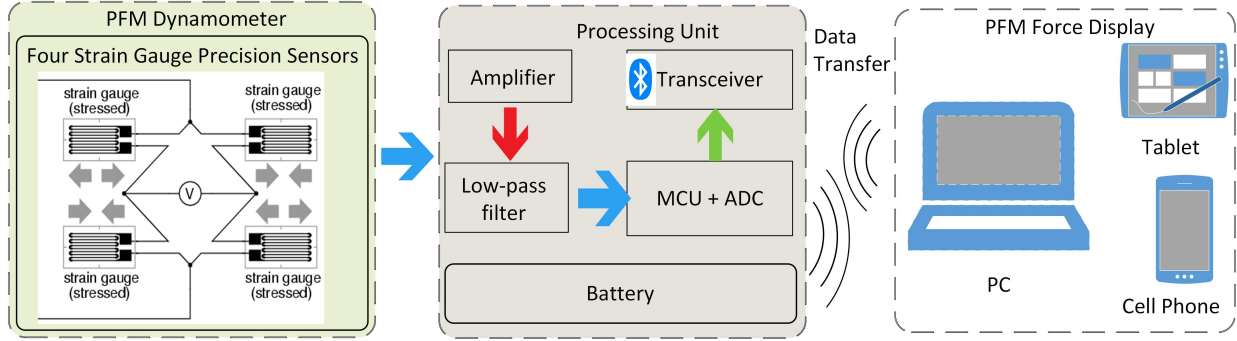 PFM Dynamometer
Four Strain Gauge Precision Sensors
strain gauge
(stressed)
strain gauge
(stressed)
V
strain gauge
(stressed)
strain gauge
(stressed)
Processing Unit
Amplifier
Transceiver
Low-pass
filter
MCU + ADC
Battery
Data
Transfer
PFM Force Display
Tablet
PC
Cell Phone